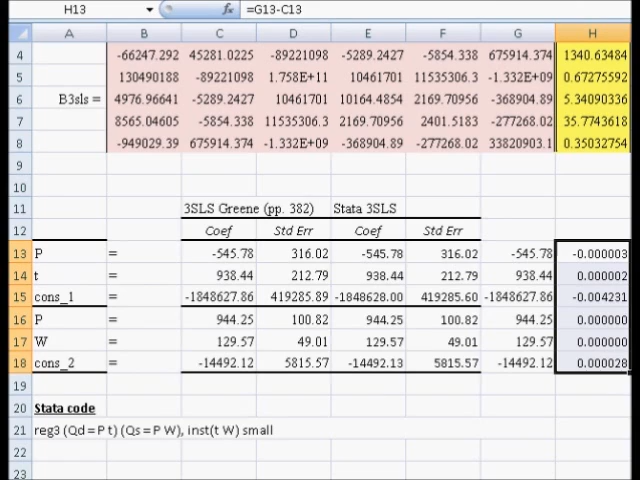 H13 fx =G13-C13
A B C D E F G H
4 -66247.292 45281.0225 -89221098 -5289.2427 -5854.338 675914.374 1340.63484
5 130490188 -89221098 1.758E+11 10461701 11535306.3 -1.332E+09 0.67275592
6 B3sls = 4976.96641 -5289.2427 10461701 10164.4854 2169.70956 -368904.89 5.34090336
7 8565.04605 -5854.338 11535306.3 2169.70956 2401.5183 -277268.02 35.7743618
8 -949029.39 675914.374 -1.332E+09 -368904.89 -277268.02 33820903.1 0.35032754
9
10
11 3SLS Greene (pp. 382) Stata 3SLS
12 Coef Std Err Coef Std Err
13 P = -545.78 316.02 -545.78 316.02 -545.78 -0.000003
14 t = 938.44 212.79 938.44 212.79 938.44 0.000002
15 cons_1 = -1848627.86 419285.89 -1848628.00 419285.60 -1848627.86 -0.004231
16 P = 944.25 100.82 944.25 100.82 944.25 0.000000
17 W = 129.57 49.01 129.57 49.01 129.57 0.000000
18 cons_2 = -14492.12 5815.57 -14492.13 5815.57 -14492.12 0.000028
19
20 Stata code
21 reg3 (Qd = P t) (Qs = P W), inst(t W) small
22
23